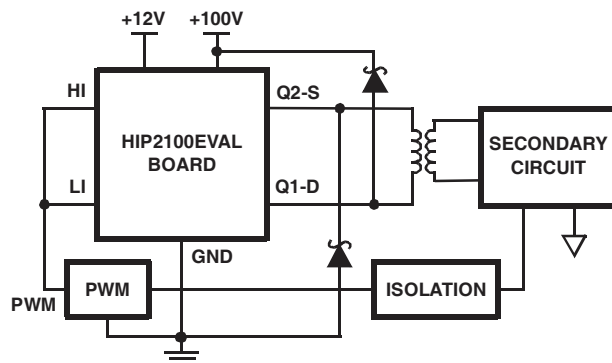 +12V
+100V
HI
Q2-S
HIP2100EVAL
BOARD
SECONDARY
CIRCUIT
LI
Q1-D
GND
PWM
PWM
ISOLATION